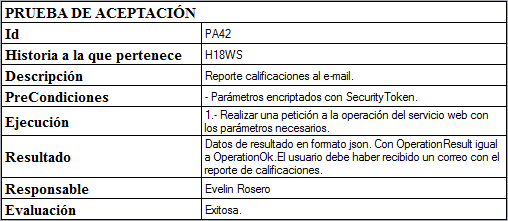 PRUEBA DE ACEPTACIÓN
Id PA42
Historia a la que pertenece H18WS
Descripción Reporte calificaciones al e-mail.
PreCondiciones - Parámetros encriptados con SecurityToken.
Ejecución 1.- Realizar una petición a la operación del servicio web con
los parámetros necesarios.
Resultado Datos de resultado en formato json. Con OperationResult igual
a OperationOk.El usuario debe haber recibido un correo con el
reporte de calificaciones.
Responsable Evelin Rosero
Evaluación Exitosa.